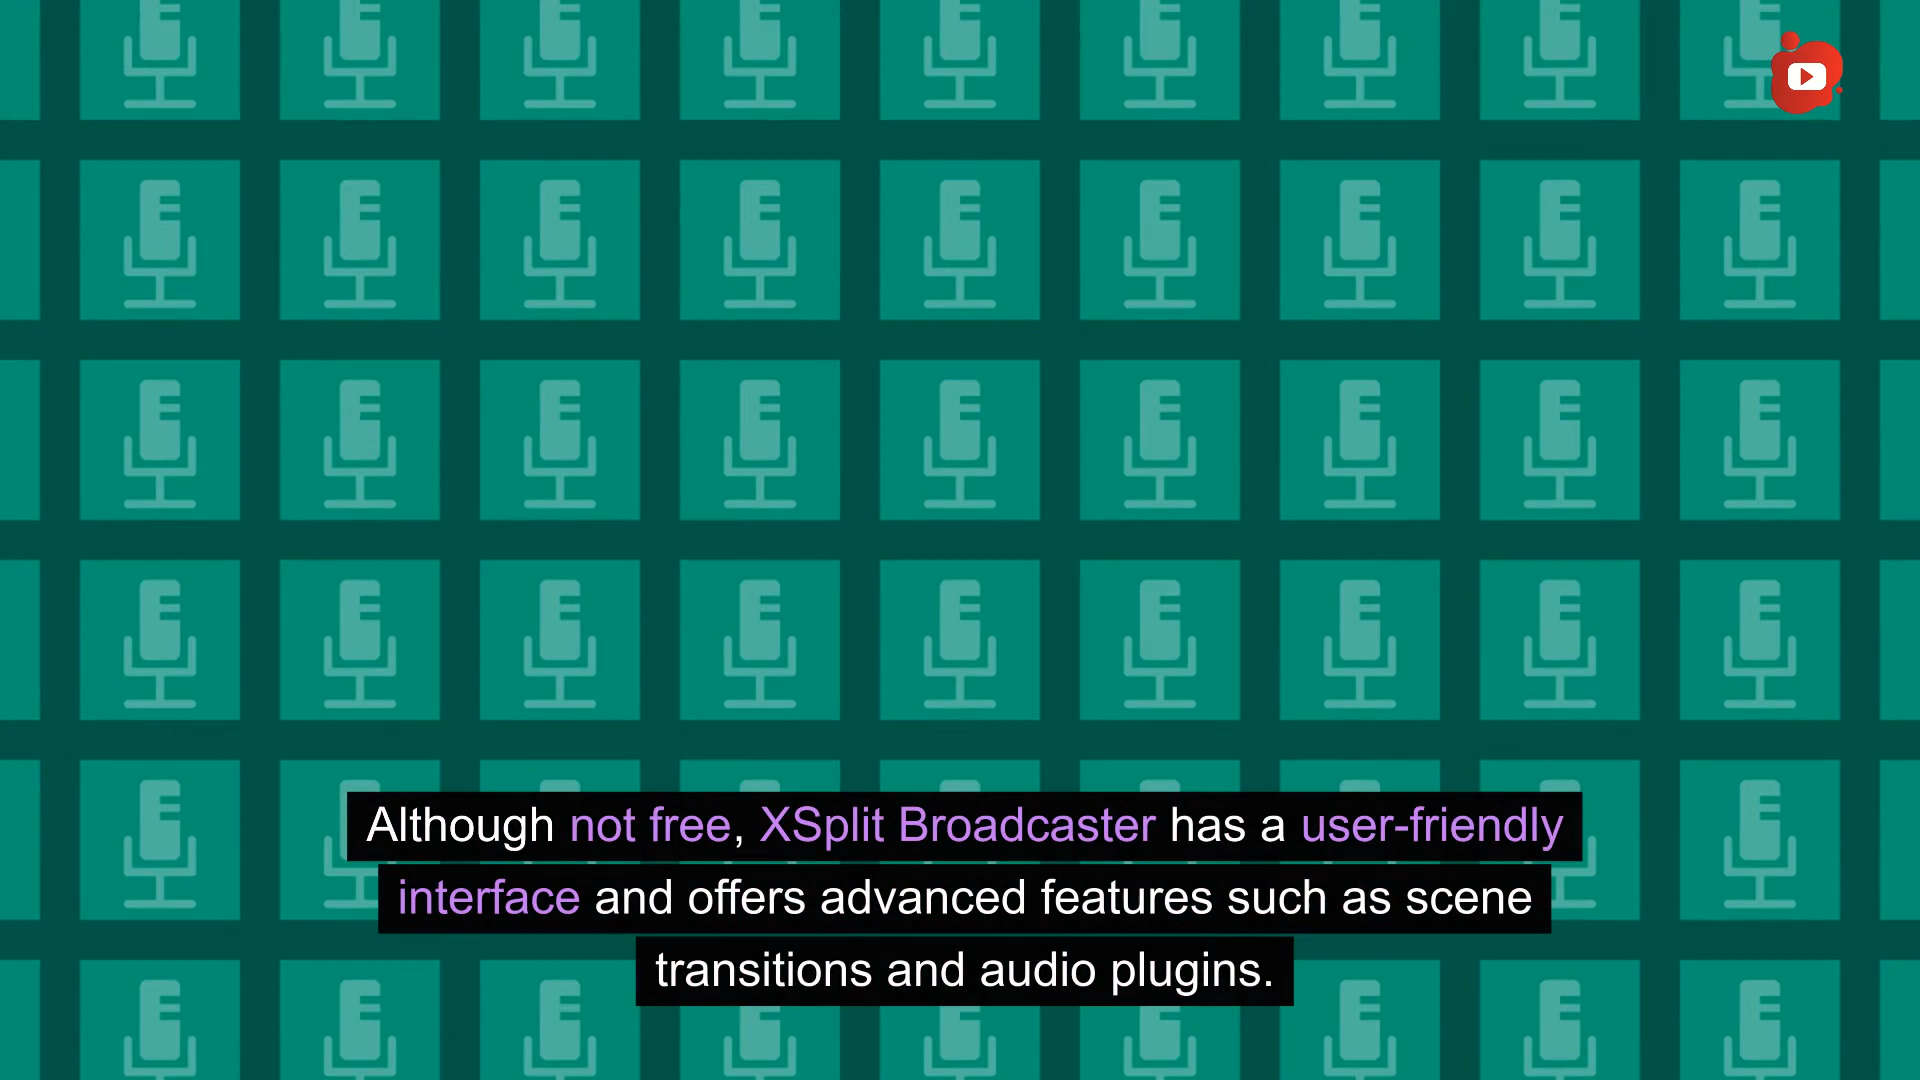 Although not free, XSplit Broadcaster has a user-friendly
interface and offers advanced features such as scene
transitions and audio plugins.